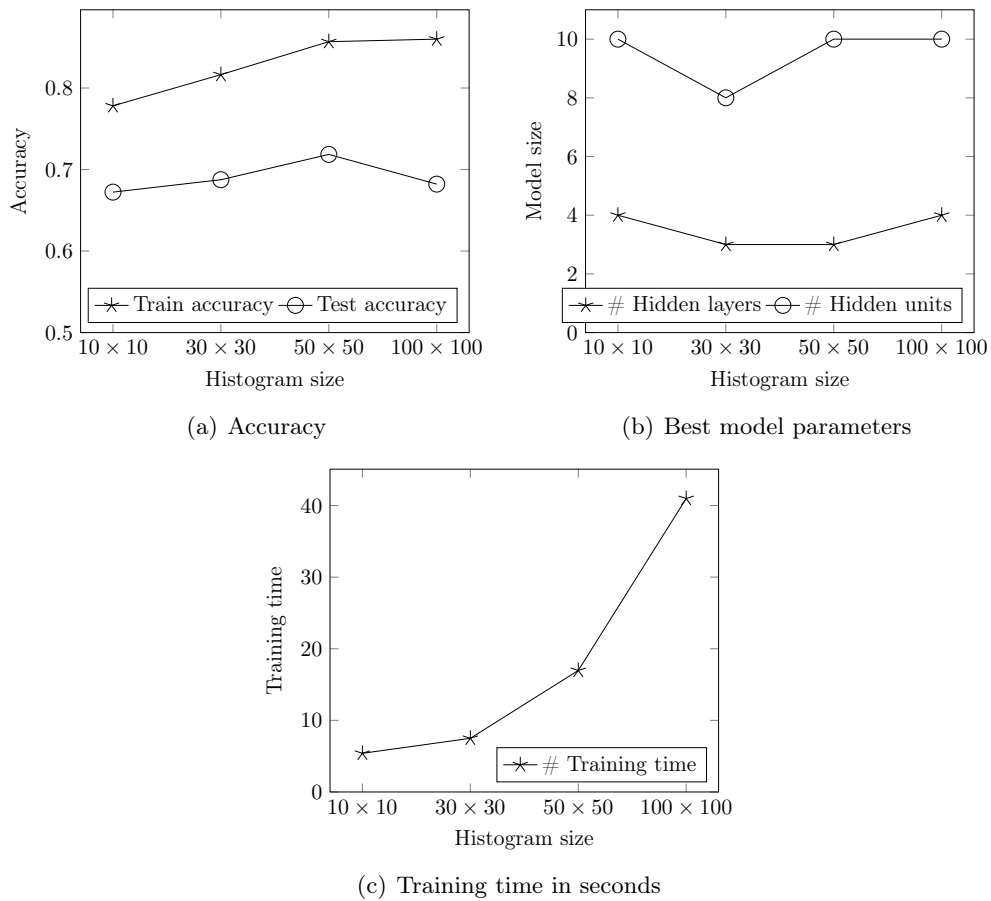 0.8
0.7
0.6
0.5
Accuracy
Train accuracy Test accuracy
10 × 10 30 × 30 50 × 50 100 × 100
Histogram size
(a) Accuracy
10
8
6
4
2
0
Model size
# Hidden layers # Hidden units
10 × 10 30 × 30 50 × 50 100 × 100
Histogram size
(b) Best model parameters
40
30
20
10
0
Training time
# Training time
10 × 10 30 × 30 50 × 50 100 × 100
Histogram size
(c) Training time in seconds